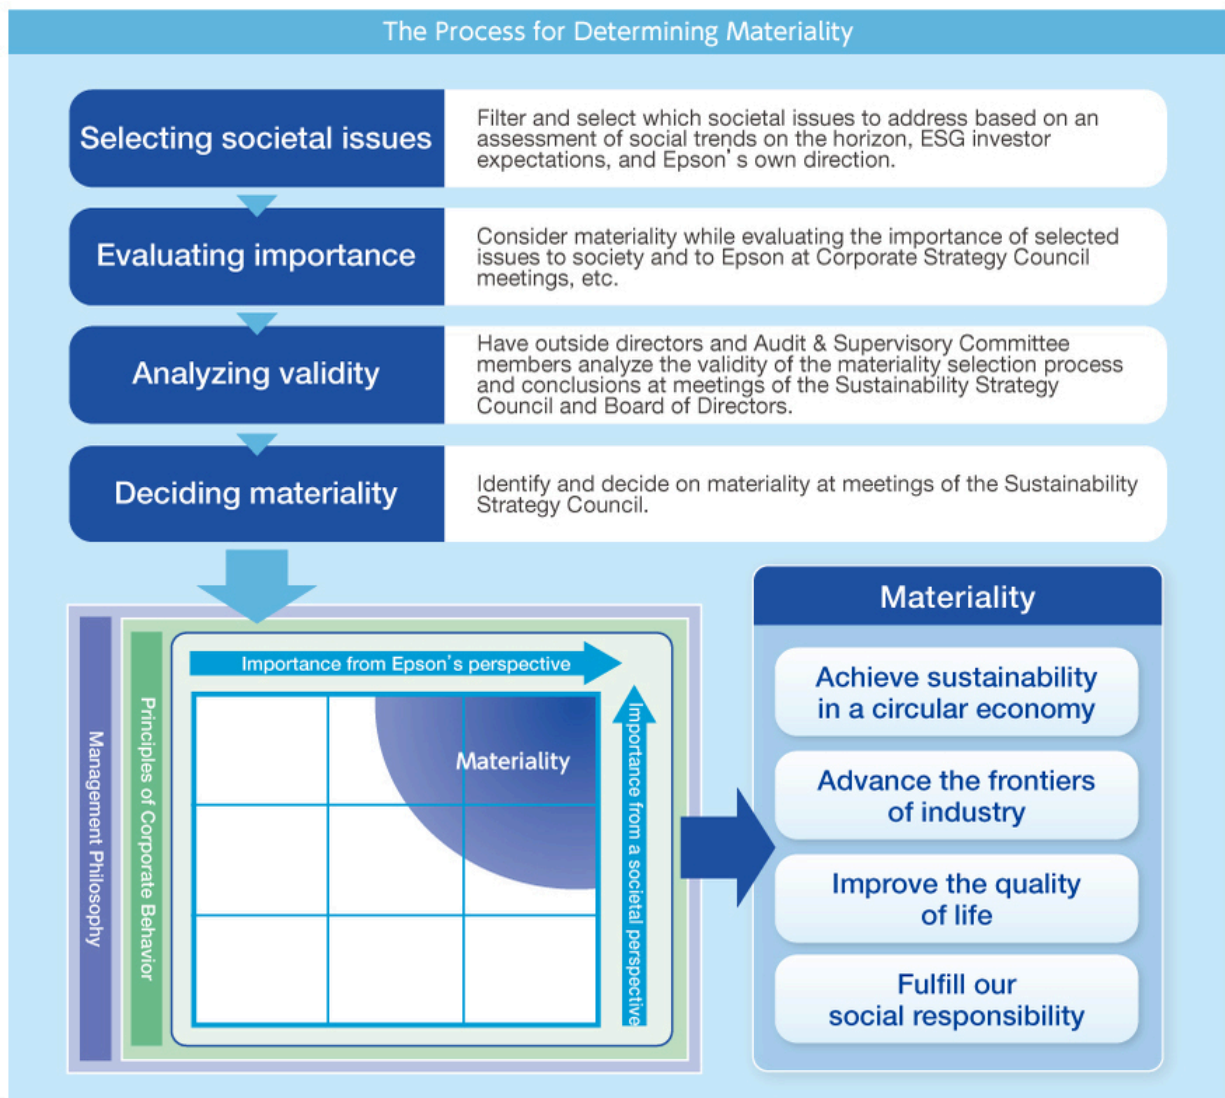 The Process for Determining Materiality
Selecting societal issues
Filter and select which societal issues to address based on an
assessment of social trends on the horizon, ESG investor
expectations, and Epson's own direction.
Evaluating importance
Consider materiality while evaluating the importance of selected
issues to society and to Epson at Corporate Strategy Council
meetings, etc.
Analyzing validity
Have outside directors and Audit & Supervisory Committee
members analyze the validity of the materiality selection process
and conclusions at meetings of the Sustainability Strategy
Council and Board of Directors.
Deciding materiality
Identify and decide on materiality at meetings of the Sustainability
Strategy Council.
Management Philosophy
Principles of Corporate Behavior
Importance from Epson's perspective
Importance from a societal perspective
Materiality
Materiality
Achieve sustainability
in a circular economy
Advance the frontiers
of industry
Improve the quality
of life
Fulfill our
social responsibility